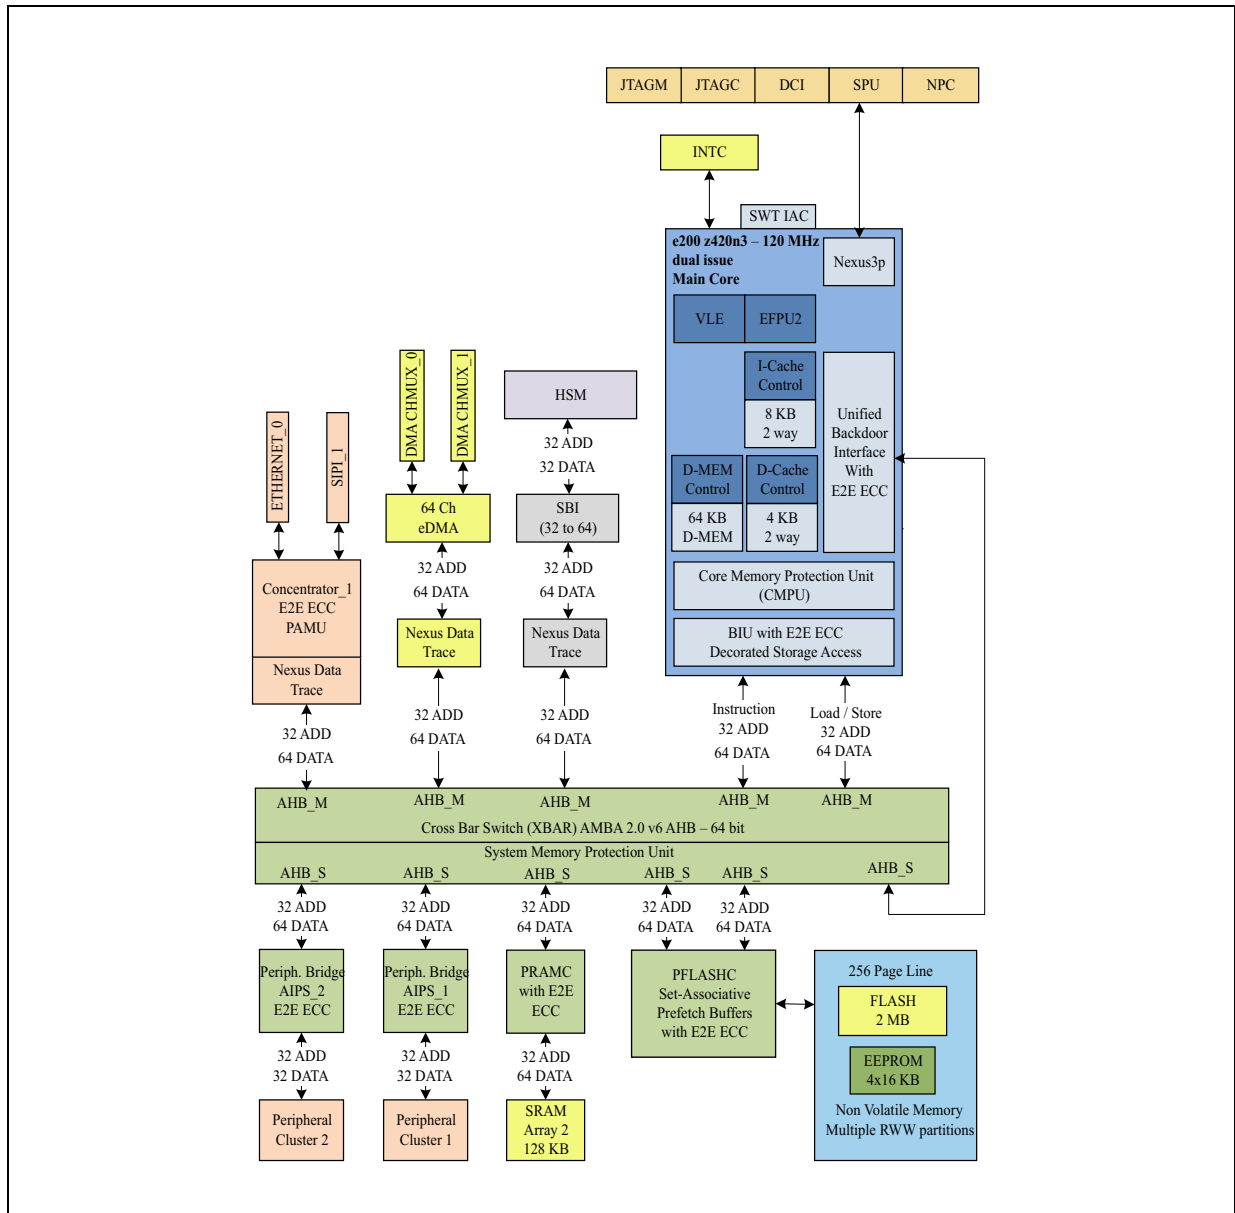 JTAGM
JTAGC
DCI
SPU
NPC
INTC
SWT IAC
e200 z420n3 – 120 MHz
dual issue
Main Core
Nexus3p
VLE
EFPU2
I-Cache
Control
8 KB
2 way
Unified
Backdoor
Interface
With
E2E ECC
D-MEM
Control
D-Cache
Control
64 KB
D-MEM
4 KB
2 way
Core Memory Protection Unit
(CMPU)
BIU with E2E ECC
Decorated Storage Access
ETHERNET_0
SIPI_1
DMA CHMUX_0
DMA CHMUX_1
HSM
32 ADD
32 DATA
64 Ch
eDMA
SBI
(32 to 64)
32 ADD
64 DATA
32 ADD
64 DATA
Concentrator_1
E2E ECC
PAMU
Nexus Data
Trace
Nexus Data
Trace
Nexus Data
Trace
32 ADD
64 DATA
32 ADD
64 DATA
32 ADD
64 DATA
Instruction
32 ADD
64 DATA
Load / Store
32 ADD
64 DATA
AHB_M
AHB_M
AHB_M
AHB_M
AHB_M
Cross Bar Switch (XBAR) AMBA 2.0 v6 AHB – 64 bit
System Memory Protection Unit
AHB_S
AHB_S
AHB_S
AHB_S
AHB_S
AHB_S
32 ADD
64 DATA
32 ADD
64 DATA
32 ADD
64 DATA
32 ADD
64 DATA
32 ADD
64 DATA
Periph. Bridge
AIPS_2
E2E ECC
Periph. Bridge
AIPS_1
E2E ECC
PRAMC
with E2E
ECC
PFLASHC
Set-Associative
Prefetch Buffers
with E2E ECC
256 Page Line
FLASH
2 MB
EEPROM
4x16 KB
Non Volatile Memory
Multiple RWW partitions
32 ADD
32 DATA
32 ADD
32 DATA
32 ADD
64 DATA
Peripheral
Cluster 2
Peripheral
Cluster 1
SRAM
Array 2
128 KB